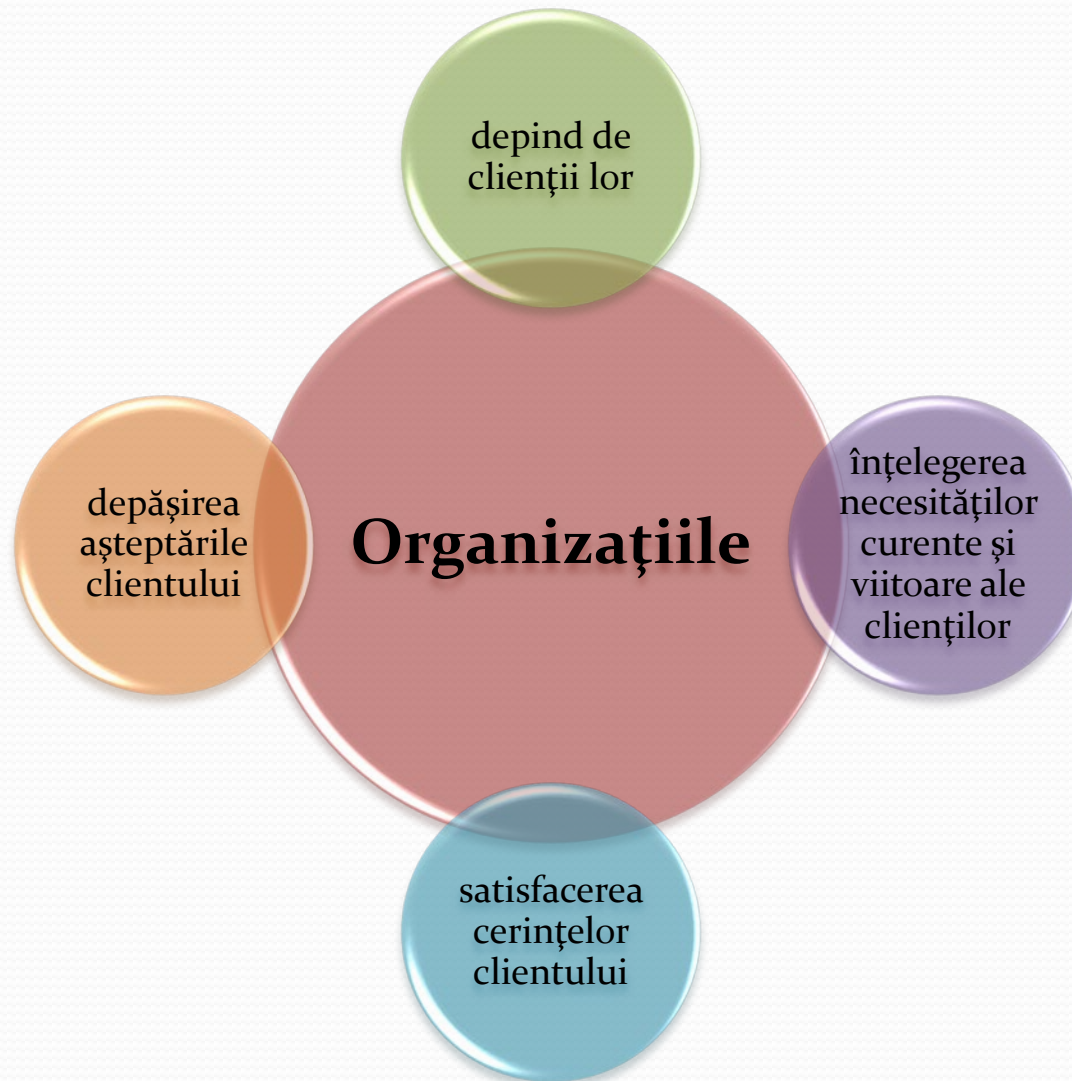 depind de
clienţii lor
depăşirea
aşteptările
clientului
Organizaţiile
înţelegerea
necesităţilor
curente şi
viitoare ale
clienţilor
satisfacerea
cerinţelor
clientului